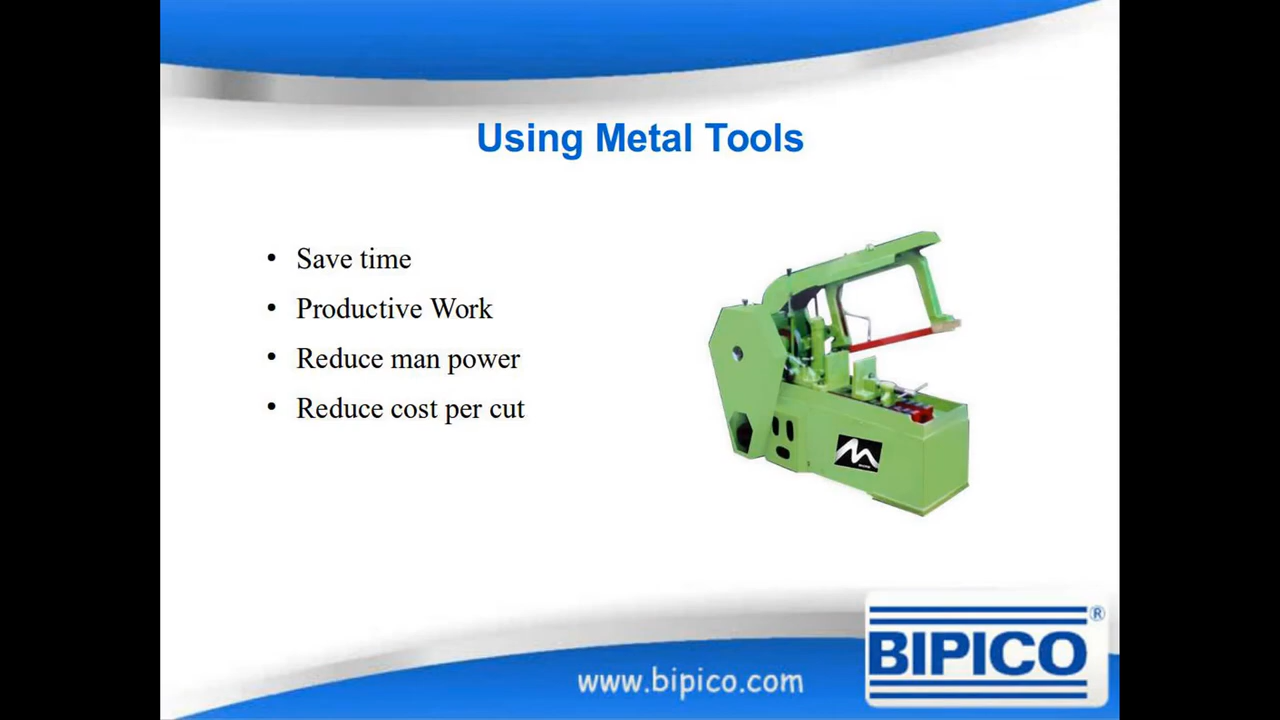 Using Metal Tools
• Save time
• Productive Work
• Reduce man power
• Reduce cost per cut
M
BIPICO®
www.bipico.com